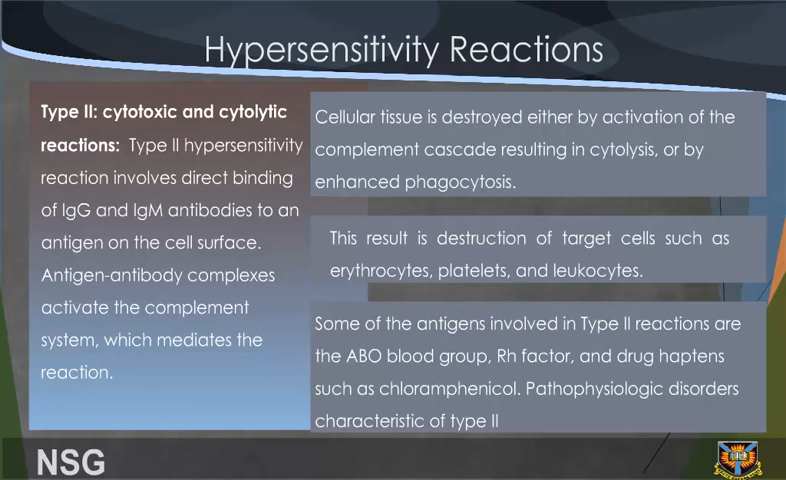 Hypersensitivity Reactions
Type II: cytotoxic and cytolytic
reactions: Type II hypersensitivity
reaction involves direct binding
of IgG and IgM antibodies to an
antigen on the cell surface.
Antigen-antibody complexes
activate the complement
system, which mediates the
reaction.
Cellular tissue is destroyed either by activation of the
complement cascade resulting in cytolysis, or by
enhanced phagocytosis.
This result is destruction of target cells such as
erythrocytes, platelets, and leukocytes.
Some of the antigens involved in Type II reactions are
the ABO blood group, Rh factor, and drug haptens
such as chloramphenicol. Pathophysiologic disorders
characteristic of type II
NSG